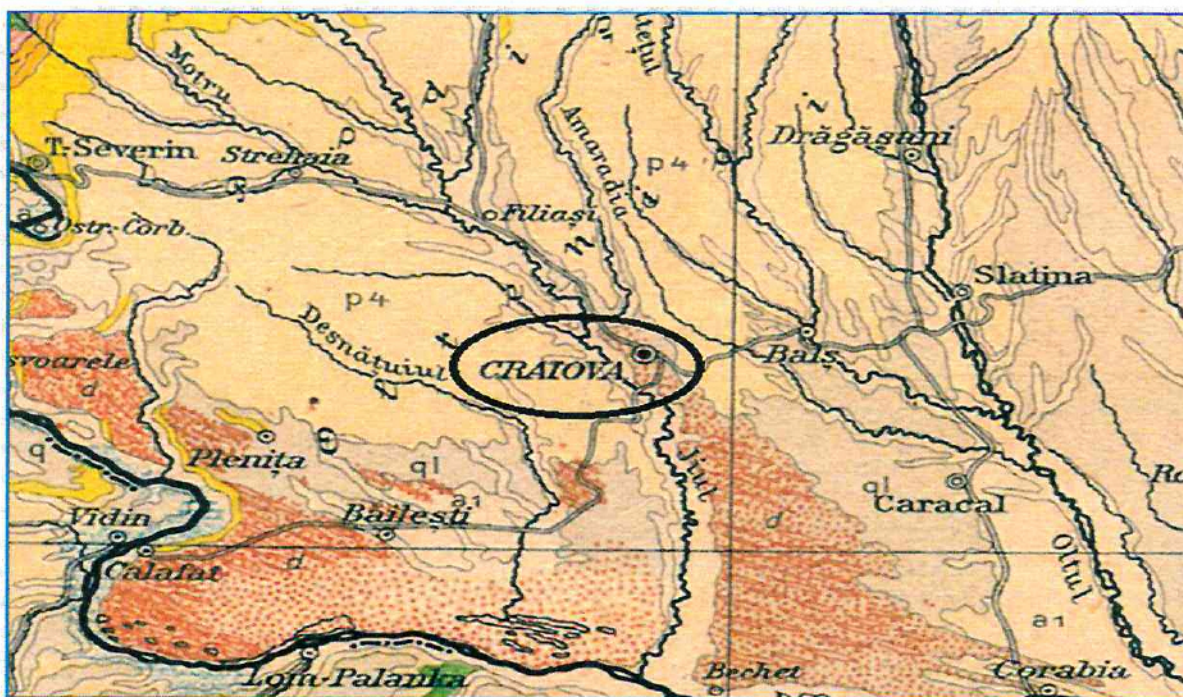 Motru
T-Severin
Strehaia
Ostr.-Corb.
Filiași
Amaradia
p4
Drăgășani
Slatina
p4
Desnățuiul
CRAIOVA
Balș
svoarele
d
Plenița
q
ql
a1
Jiul
ql
Caracal
Vidin
Băilești
d
Calafat
d
Oltul
a1
Lom-Palanka
Bechet
Corabia